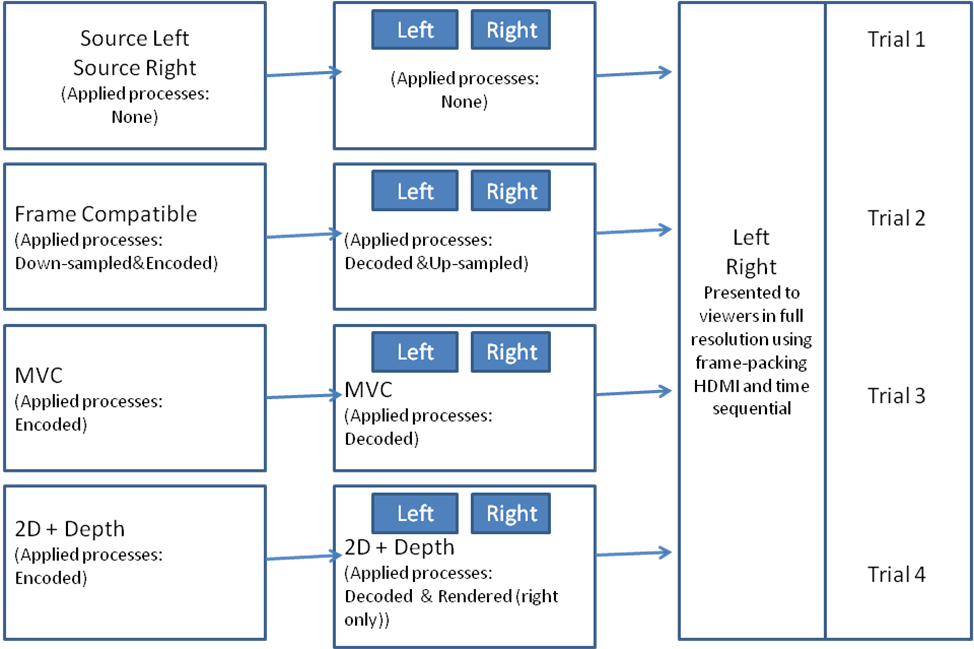 Source Left
Source Right
(Applied processes:
None)
Left
Right
(Applied processes:
None)
Trial 1
Frame Compatible
(Applied processes:
Down-sampled&Encoded)
Left
Right
(Applied processes:
Decoded &Up-sampled)
Trial 2
MVC
(Applied processes:
Encoded)
Left
Right
MVC
(Applied processes:
Decoded)
Trial 3
2D + Depth
(Applied processes:
Encoded)
Left
Right
2D + Depth
(Applied processes:
Decoded & Rendered (right
only))
Trial 4
Left
Right
Presented to
viewers in full
resolution using
frame-packing
HDMI and time
sequential